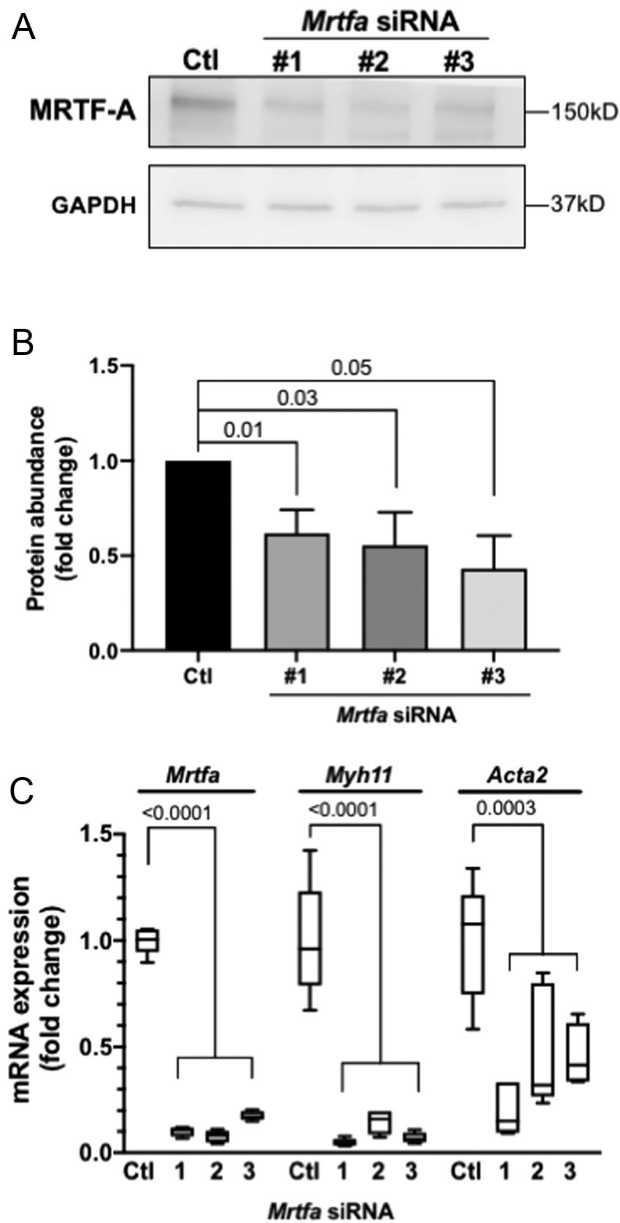 A
Mrtfa siRNA
Ctl #1 #2 #3
MRTF-A
150kD
GAPDH
37kD
B
Protein abundance
(fold change)
1.5
1.0
0.5
0.0
0.05
0.03
0.01
Ctl #1 #2 #3
Mrtfa siRNA
C
Mrtfa Myh11 Acta2
<0.0001 <0.0001 0.0003
mRNA expression
(fold change)
1.5
1.0
0.5
0.0
Ctl 1 2 3 Ctl 1 2 3 Ctl 1 2 3
Mrtfa siRNA